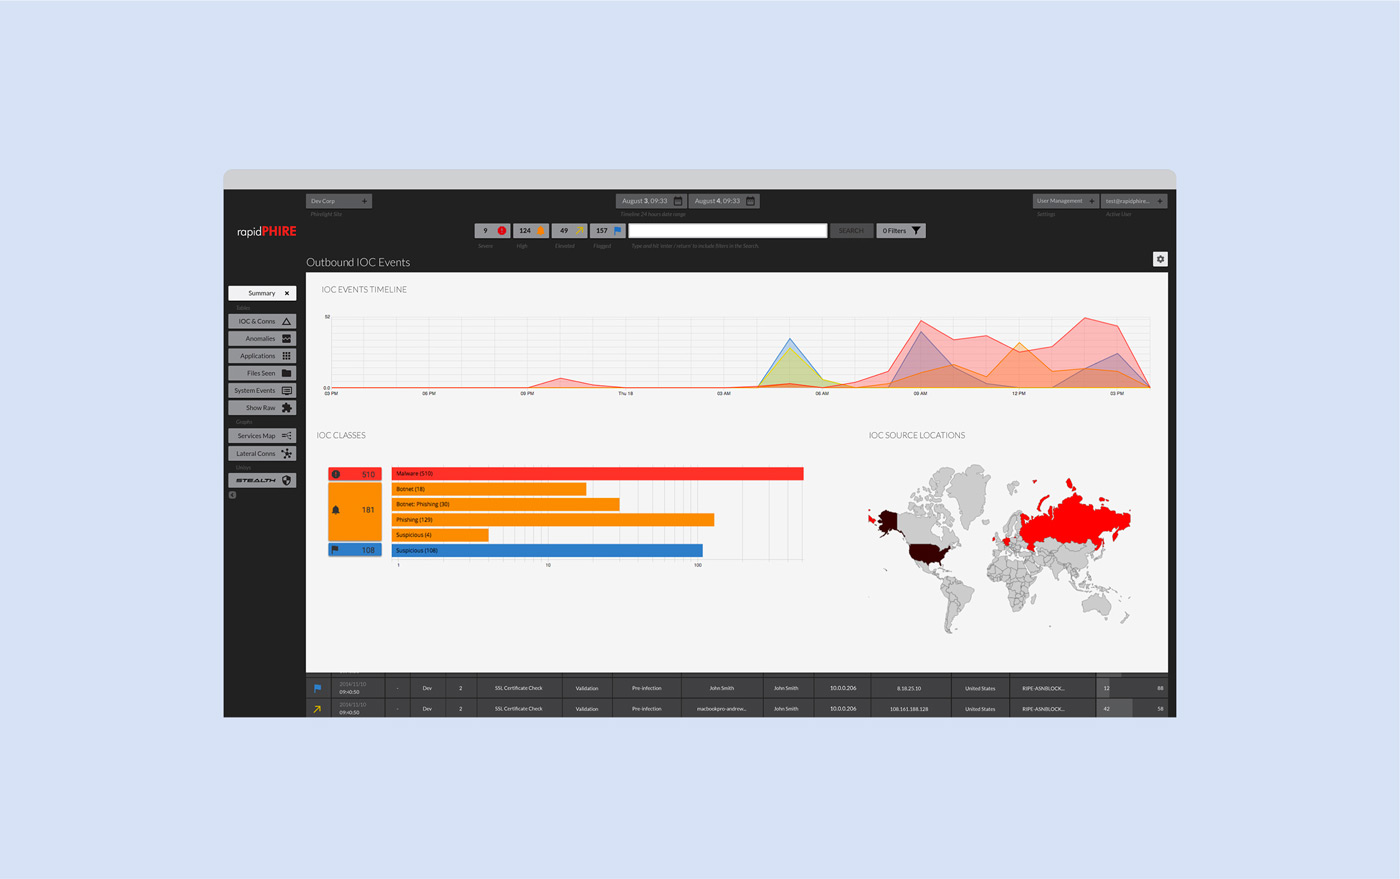 Dev Corp +
Phirelight Site
August 3, 09:33
August 4, 09:33
Timeline 24 hours date range
User Management +
Settings
test@rapidphire... +
Active User
rapidPHIRE
9
124
49
157
SEARCH
0 Filters
Severe
High
Elevated
Flagged
Type and hit 'enter / return' to include filters in the Search.
Outbound IOC Events
Summary ×
Tables
IOC & Conns
Anomalies
Applications
Files Seen
System Events
Show Raw
Graphs
Services Map
Lateral Conns
STEALTH
IOC EVENTS TIMELINE
52
0.0
03 PM
06 PM
09 PM
Thu 18
03 AM
06 AM
09 AM
12 PM
03 PM
IOC CLASSES
510
181
108
Malware (510)
Botnet (18)
Botnet: Phishing (30)
Phishing (129)
Suspicious (4)
Suspicious (108)
1
10
100
IOC SOURCE LOCATIONS
2016/11/10
09:40:50
-
Dev
2
SSL Certificate Check
Validation
Pre-infection
John Smith
John Smith
10.0.0.206
8.18.25.10
United States
RIPE-ASNBLOCK...
12
88
2016/11/10
09:40:50
-
Dev
2
SSL Certificate Check
Validation
Pre-infection
macbookpro-andrew...
John Smith
10.0.0.206
108.161.188.128
United States
RIPE-ASNBLOCK...
42
58